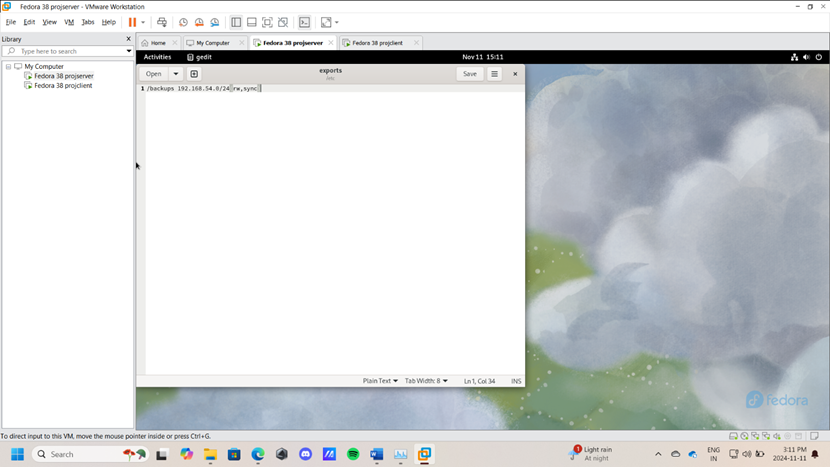 Fedora 38 projserver - VMware Workstation
File Edit View VM Tabs Help
Library
Type here to search
My Computer
Fedora 38 projserver
Fedora 38 projclient
Home My Computer Fedora 38 projserver Fedora 38 projclient
Activities gedit Nov 11 15:11
Open exports Save
/etc
1 /backups 192.168.54.0/24(rw,sync)
Plain Text Tab Width: 8 Ln 1, Col 34 INS
fedora
To direct input to this VM, move the mouse pointer inside or press Ctrl+G.
Search
1 Light rain
At night
ENG
IN
3:11 PM
2024-11-11